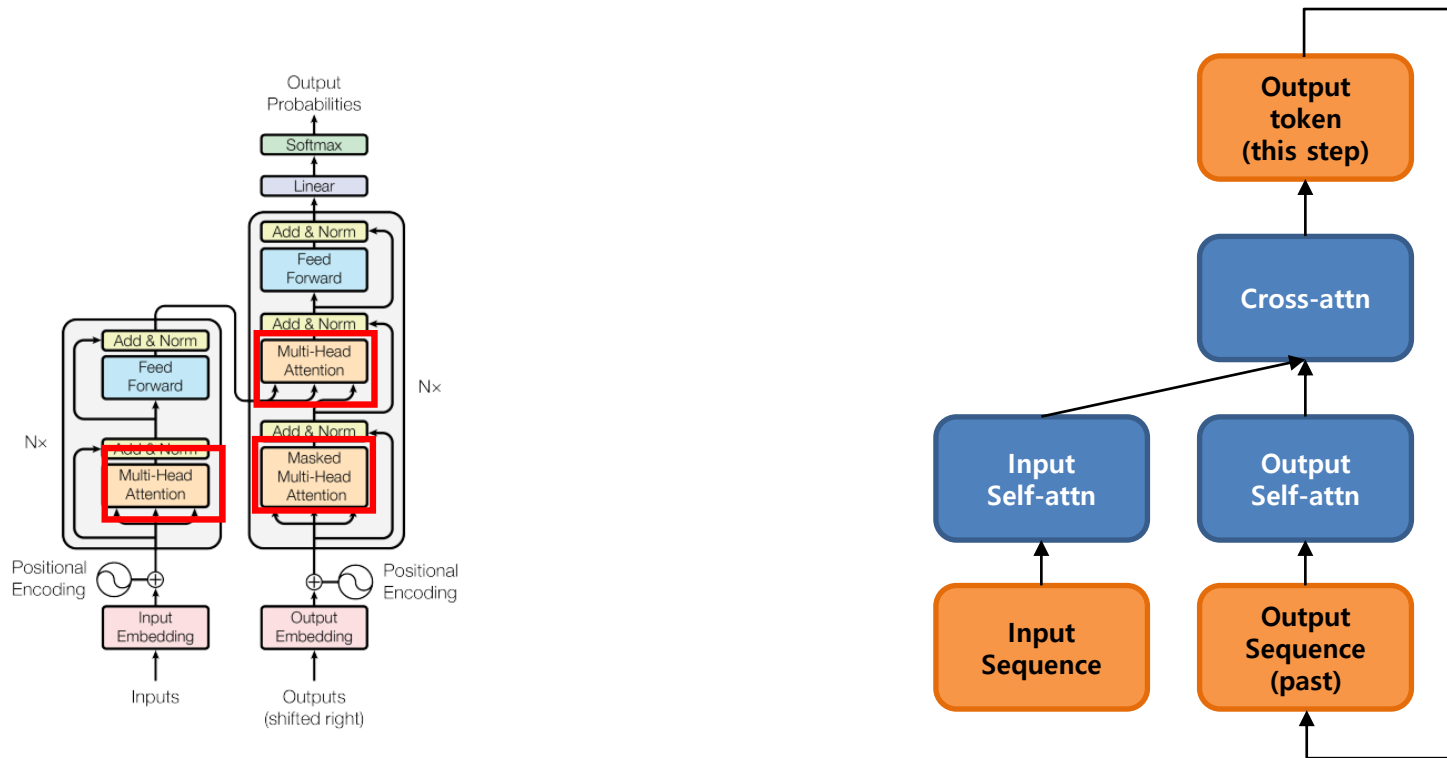 Output
Probabilities
Softmax
Linear
Add & Norm
Feed
Forward
Add & Norm
Multi-Head
Attention
Nx
Add & Norm
Masked
Multi-Head
Attention
Add & Norm
Feed
Forward
Nx
Add & Norm
Multi-Head
Attention
Positional
Encoding
Positional
Encoding
Input
Embedding
Output
Embedding
Inputs
Outputs
(shifted right)
Output
token
(this step)
Cross-attn
Input
Self-attn
Output
Self-attn
Input
Sequence
Output
Sequence
(past)